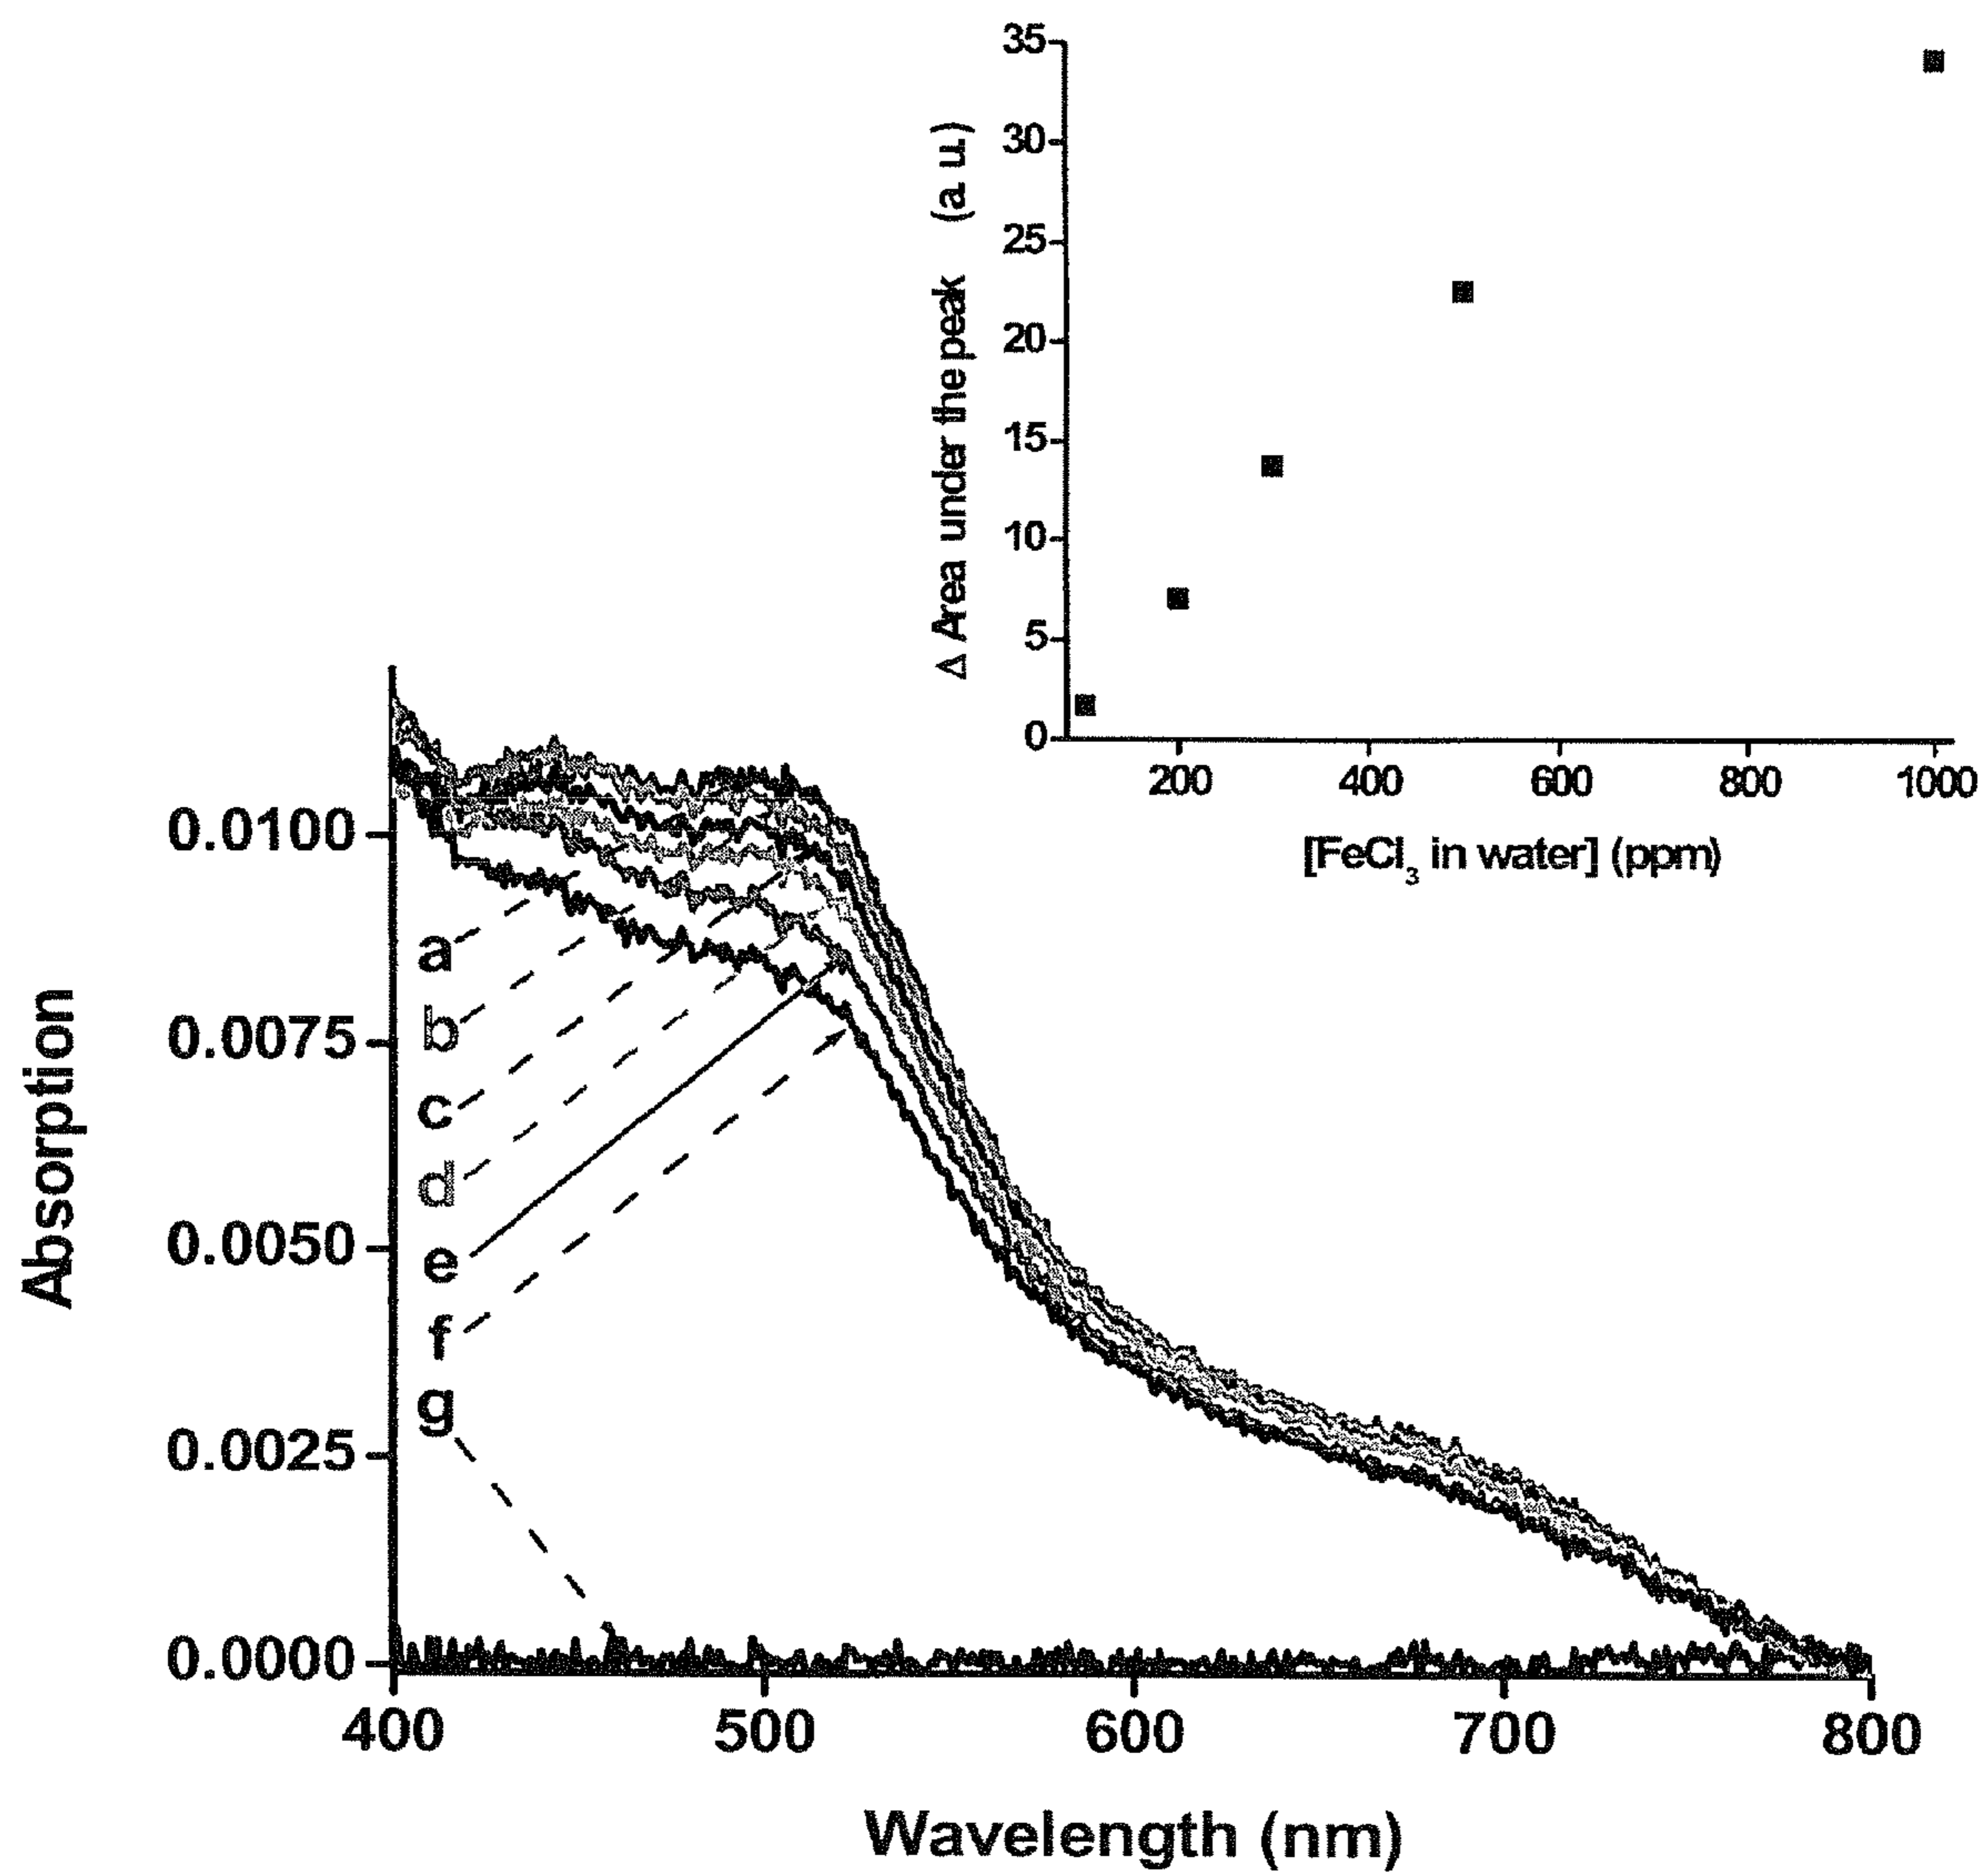 35
30
25
20
15
10
5
0
Δ Area under the peak (a. u.)
200 400 600 800 1000
[FeCl₃ in water] (ppm)
0.0100
0.0075
0.0050
0.0025
0.0000
Absorption
a
b
c
d
e
f
g
400 500 600 700 800
Wavelength (nm)